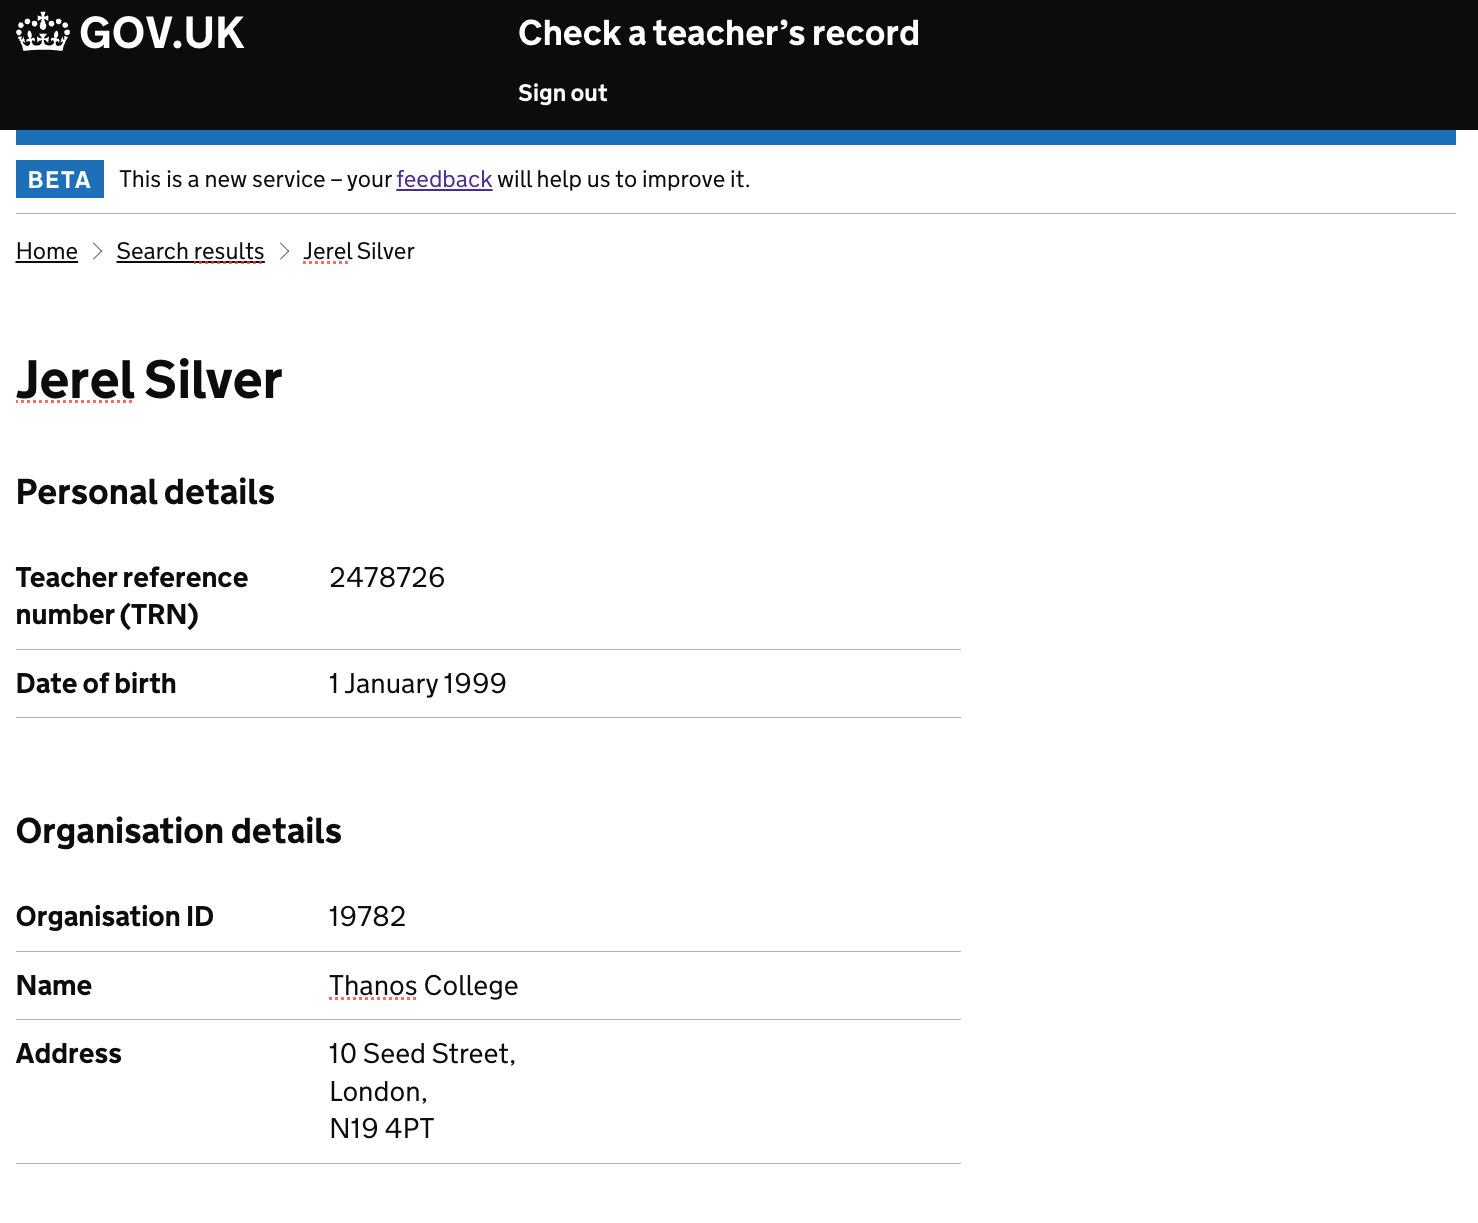 GOV.UK
Check a teacher’s record
Sign out
BETA This is a new service – your feedback will help us to improve it.
Home > Search results > Jerel Silver
Jerel Silver
Personal details
Teacher reference number (TRN) 2478726
Date of birth 1 January 1999
Organisation details
Organisation ID 19782
Name Thanos College
Address 10 Seed Street,
London,
N19 4PT